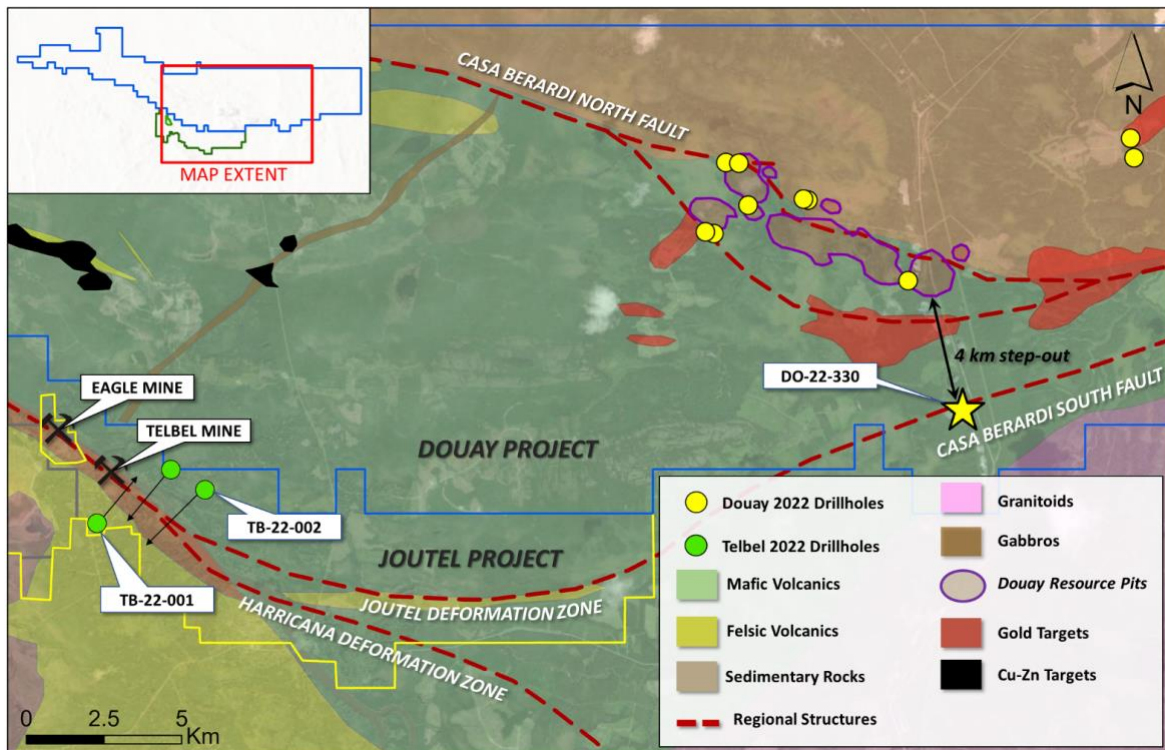 MAP EXTENT
CASA BERARDI NORTH FAULT
N
4 km step-out
DO-22-330
CASA BERARDI SOUTH FAULT
EAGLE MINE
TELBEL MINE
DOUAY PROJECT
TB-22-002
JOUTEL PROJECT
TB-22-001
JOUTEL DEFORMATION ZONE
HARRICANA DEFORMATION ZONE
0 2.5 5
Km
Douay 2022 Drillholes
Telbel 2022 Drillholes
Mafic Volcanics
Felsic Volcanics
Sedimentary Rocks
Regional Structures
Granitoids
Gabbros
Douay Resource Pits
Gold Targets
Cu-Zn Targets